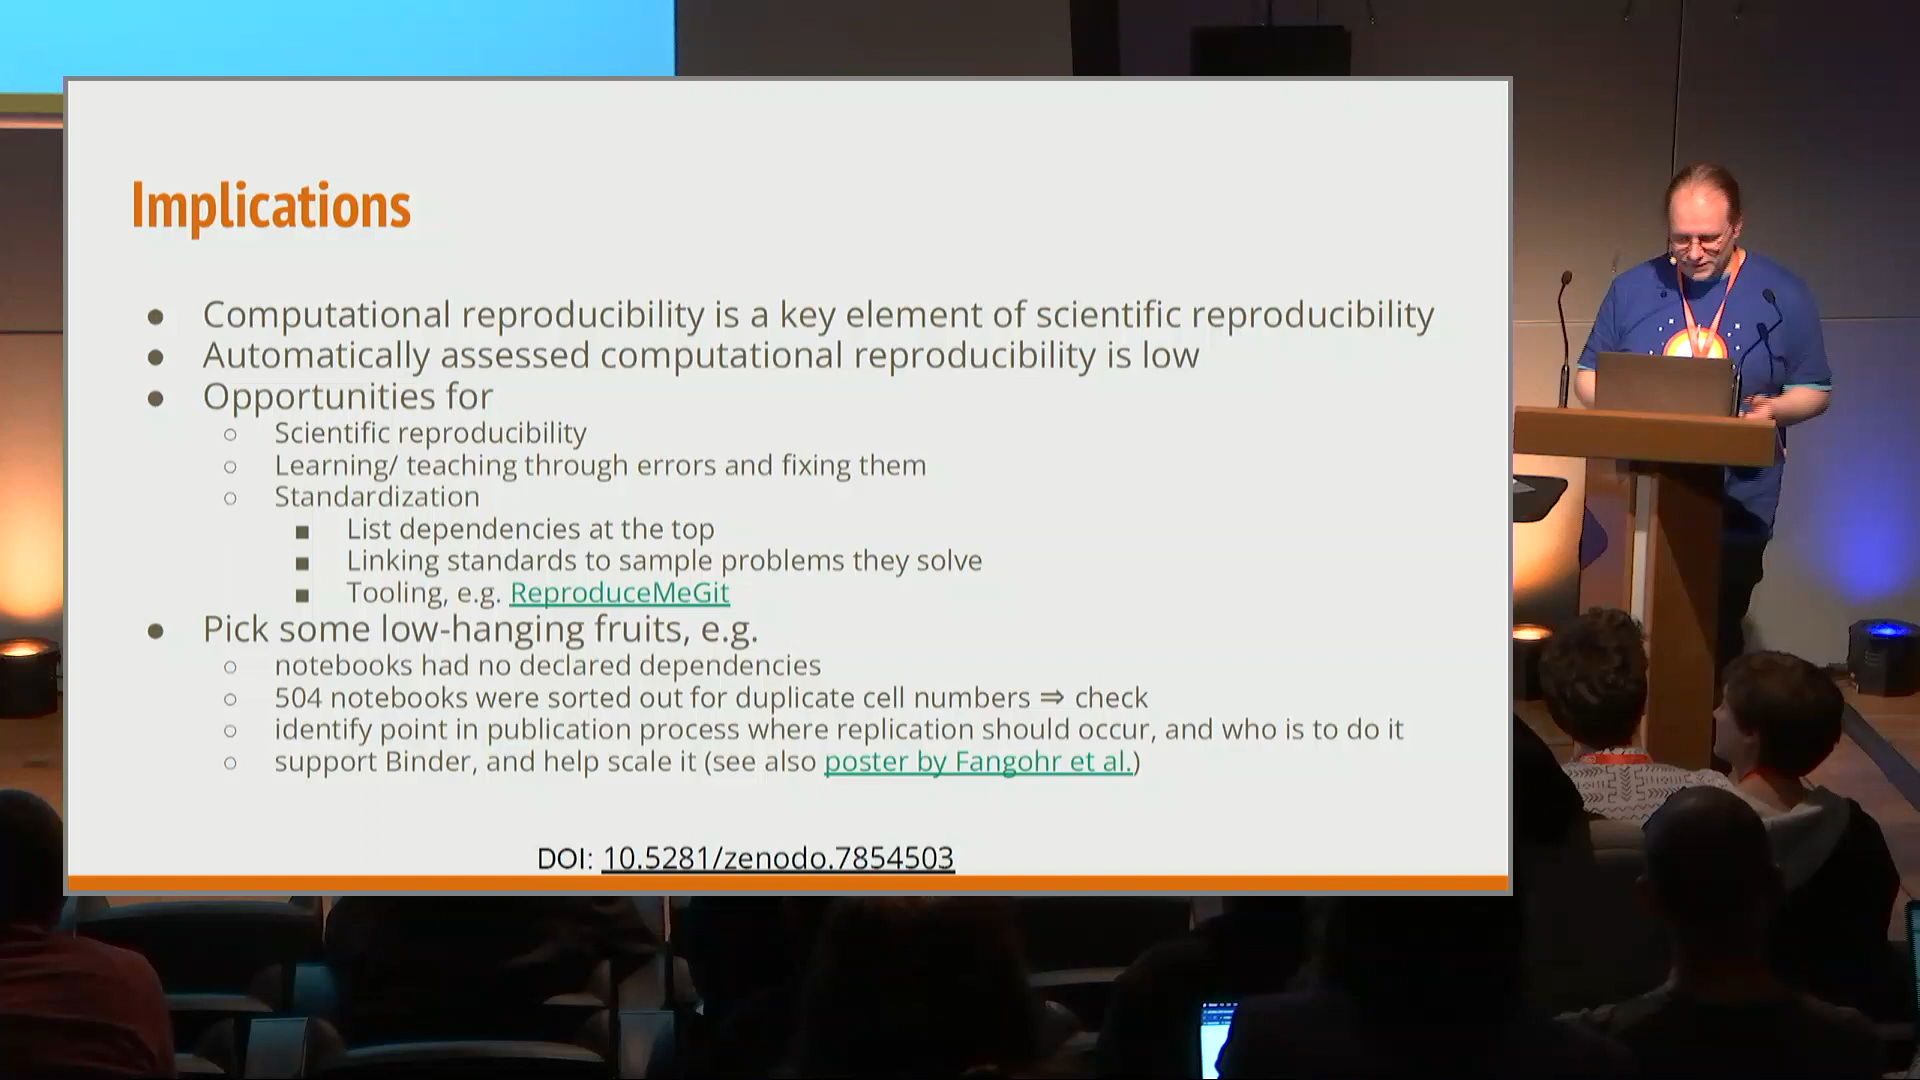 Implications
● Computational reproducibility is a key element of scientific reproducibility
● Automatically assessed computational reproducibility is low
● Opportunities for
○ Scientific reproducibility
○ Learning/ teaching through errors and fixing them
○ Standardization
■ List dependencies at the top
■ Linking standards to sample problems they solve
■ Tooling, e.g. ReproduceMeGit
● Pick some low-hanging fruits, e.g.
○ notebooks had no declared dependencies
○ 504 notebooks were sorted out for duplicate cell numbers ⇒ check
○ identify point in publication process where replication should occur, and who is to do it
○ support Binder, and help scale it (see also poster by Fangohr et al.)
DOI: 10.5281/zenodo.7854503